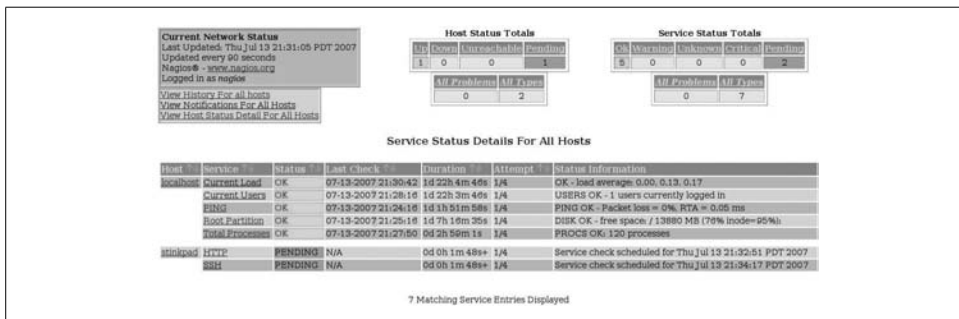 Current Network Status
Last Updated: Thu Jul 13 21:31:05 PDT 2007
Updated every 90 seconds
Nagios® - www.nagios.org
Logged in as nagios
View History For all hosts
View Notifications For All Hosts
View Host Status Detail For All Hosts
Host Status Totals
Up Down Unreachable Pending
1 0 0 1
All Problems All Types
0 2
Service Status Totals
Ok Warning Unknown Critical Pending
5 0 0 0 2
All Problems All Types
0 7
Service Status Details For All Hosts
Host Service Status Last Check Duration Attempt Status Information
localhost Current Load OK 07-13-2007 21:30:42 1d 22h 4m 46s 1/4 OK - load average: 0.00, 0.13, 0.17
Current Users OK 07-13-2007 21:28:16 1d 22h 3m 46s 1/4 USERS OK - 1 users currently logged in
PING OK 07-13-2007 21:24:16 1d 1h 51m 58s 1/4 PING OK - Packet loss = 0%, RTA = 0.05 ms
Root Partition OK 07-13-2007 21:25:16 1d 7h 16m 35s 1/4 DISK OK - free space: / 13880 MB (76% inode=95%):
Total Processes OK 07-13-2007 21:27:50 0d 2h 59m 1s 1/4 PROCS OK: 120 processes
stinkpad HTTP PENDING N/A 0d 0h 1m 48s+ 1/4 Service check scheduled for Thu Jul 13 21:32:51 PDT 2007
SSH PENDING N/A 0d 0h 1m 48s+ 1/4 Service check scheduled for Thu Jul 13 21:34:17 PDT 2007
7 Matching Service Entries Displayed